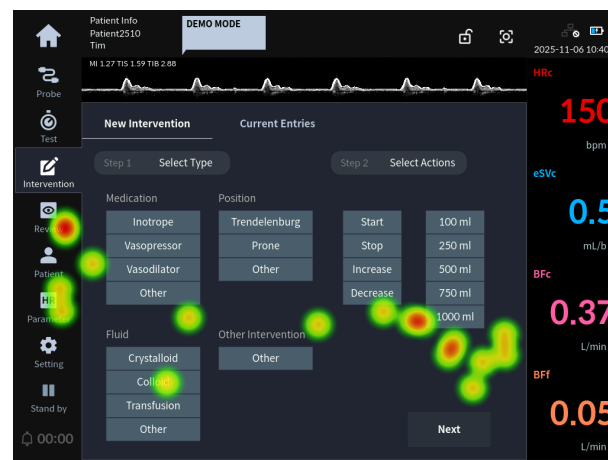 Patient Info
Patient2510
Tim
DEMO MODE
2025-11-06 10:40
MI 1.27 TIS 1.59 TIB 2.88
Probe
Test
Intervention
Patient
HR
Setting
Stand by
00:00
New Intervention
Current Entries
Step 1 Select Type
Step 2 Select Actions
Medication
Position
Inotrope
Trendelenburg
Start
100 ml
Vasopressor
Prone
Stop
250 ml
Vasodilator
Other
Increase
500 ml
Other
Decrease
750 ml
1000 ml
Fluid
Other Intervention
Crystalloid
Other
Colloid
Transfusion
Other
Next
HRc
150
bpm
eSVc
0.5
mL/b
BFc
0.37
L/min
BFf
0.05
L/min